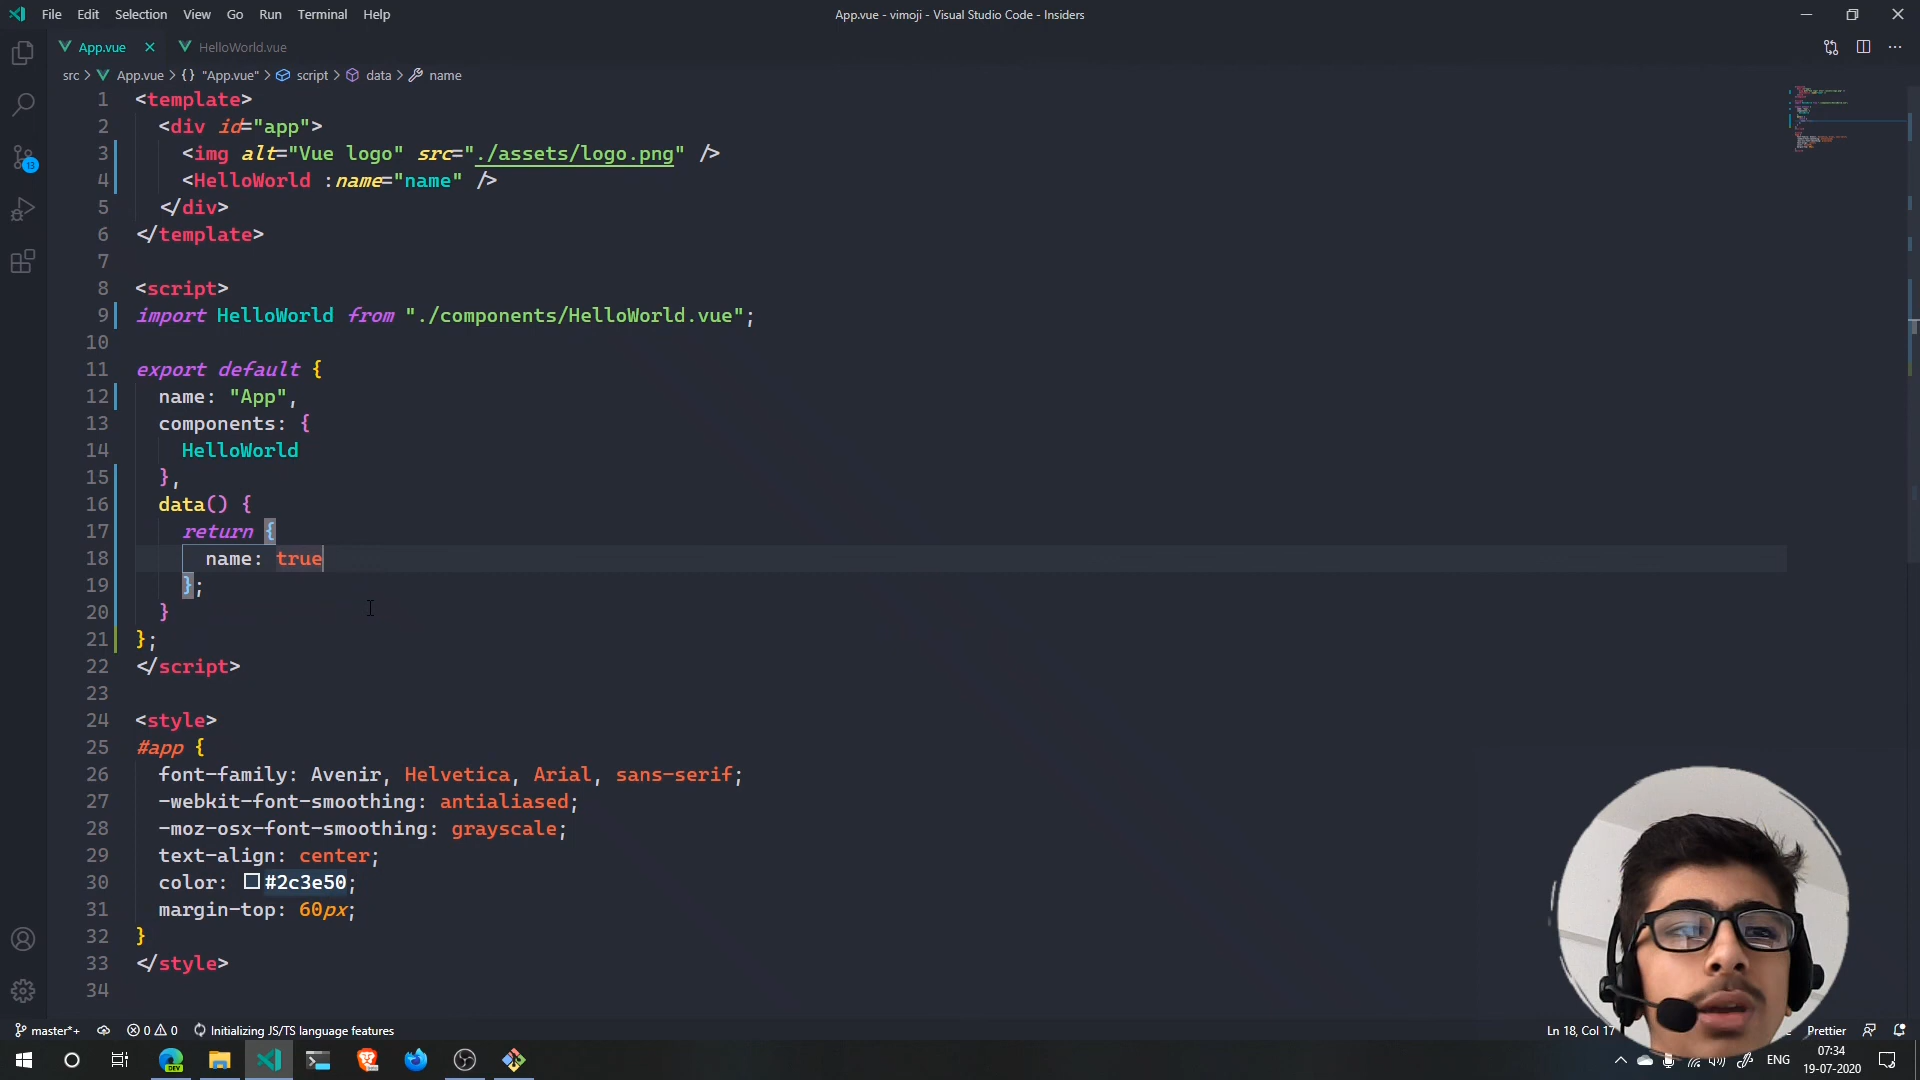 File Edit Selection View Go Run Terminal Help
App.vue - vimoji - Visual Studio Code - Insiders
App.vue HelloWorld.vue
src > App.vue > {} "App.vue" > script > data > name
1 <template>
2 <div id="app">
3 <img alt="Vue logo" src="./assets/logo.png" />
4 <HelloWorld :name="name" />
5 </div>
6 </template>
7
8 <script>
9 import HelloWorld from "./components/HelloWorld.vue";
10
11 export default {
12 name: "App",
13 components: {
14 HelloWorld
15 },
16 data() {
17 return {
18 name: true
19 };
20 }
21 };
22 </script>
23
24 <style>
25 #app {
26 font-family: Avenir, Helvetica, Arial, sans-serif;
27 -webkit-font-smoothing: antialiased;
28 -moz-osx-font-smoothing: grayscale;
29 text-align: center;
30 color: #2c3e50;
31 margin-top: 60px;
32 }
33 </style>
34
13
master*+ 0 0 Initializing JS/TS language features
Ln 18, Col 17 Prettier
DEV
ENG
07:34
19-07-2020